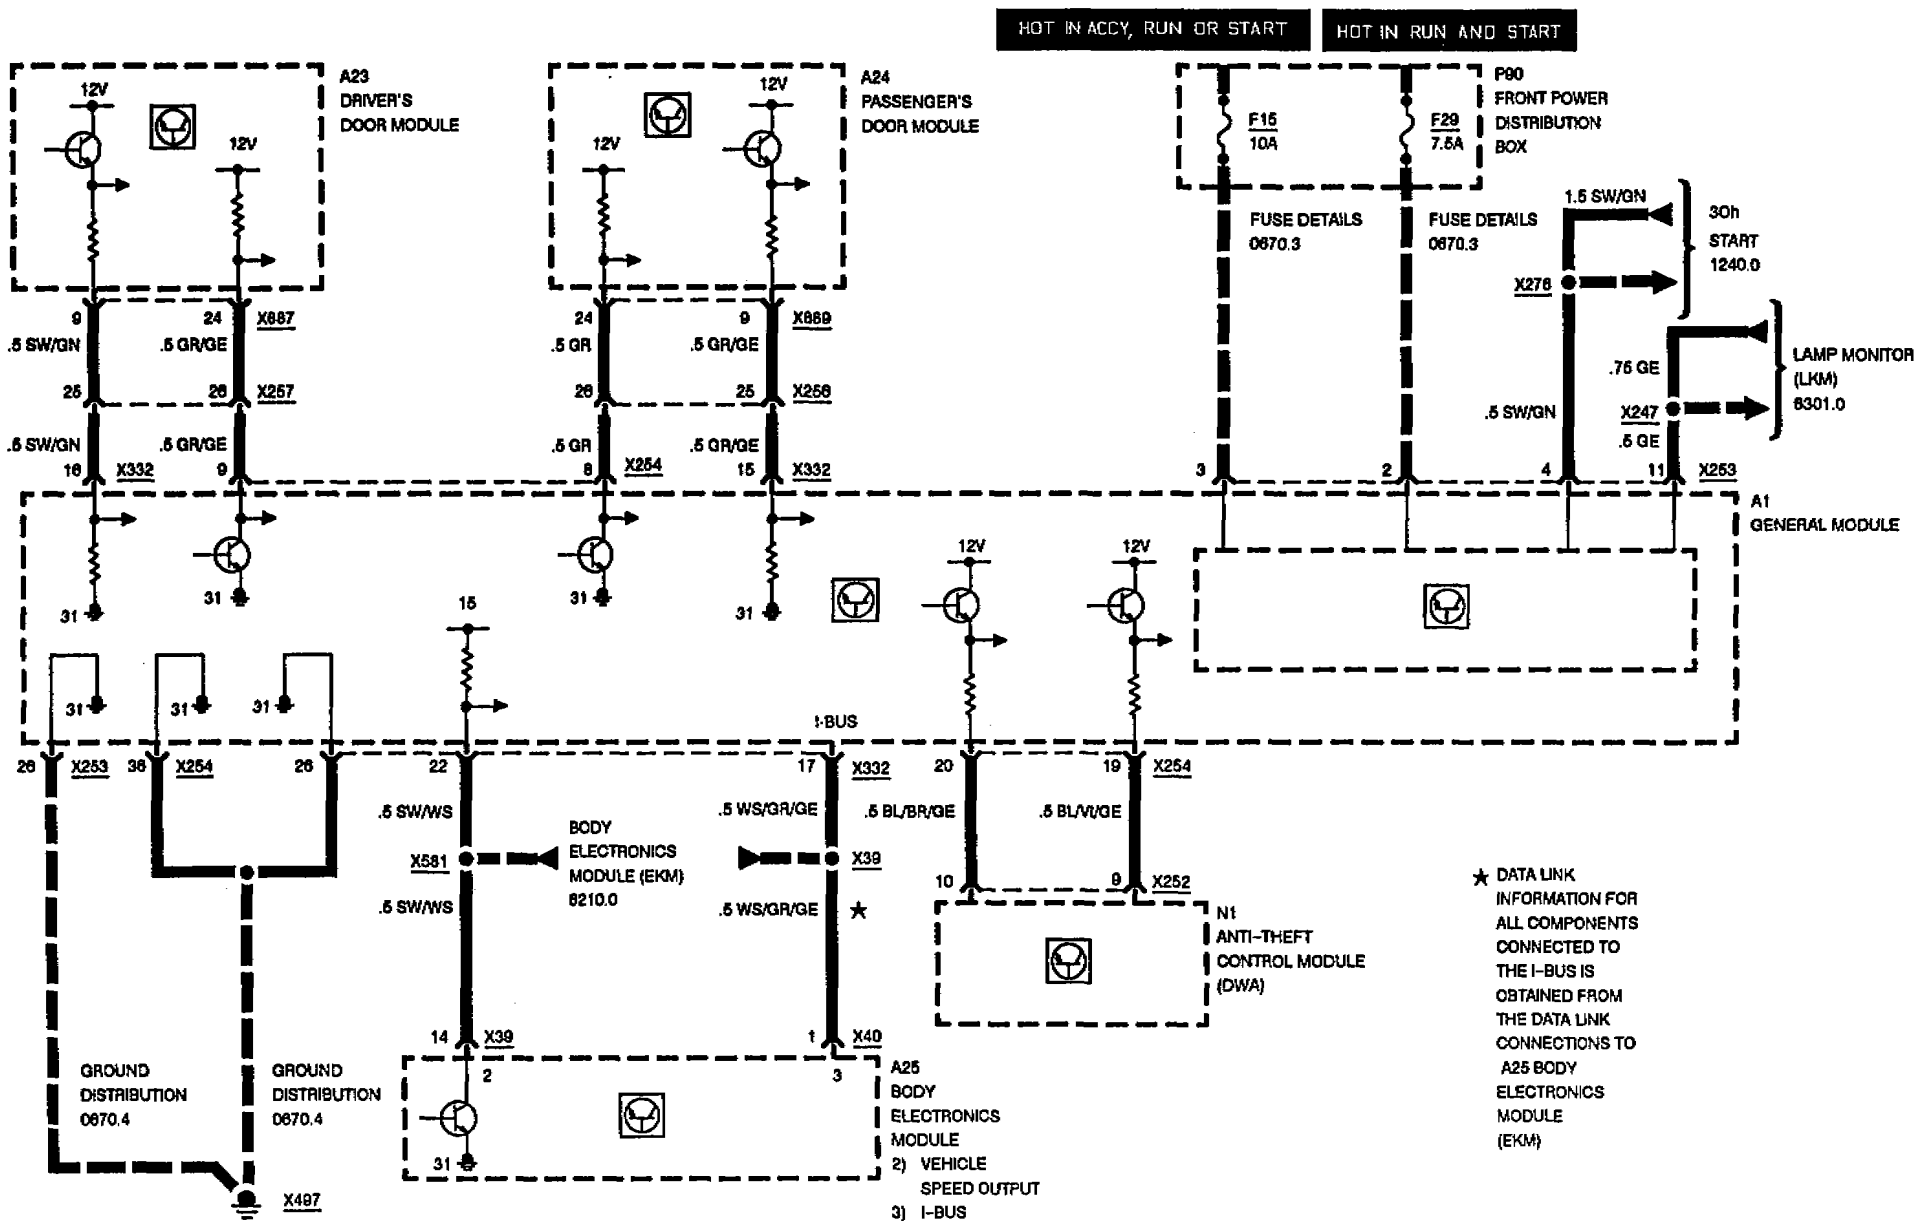 HOT IN ACCY, RUN OR START
HOT IN RUN AND START
A23
DRIVER'S
DOOR MODULE
12V
12V
A24
PASSENGER'S
DOOR MODULE
12V
12V
P90
FRONT POWER
DISTRIBUTION
BOX
F15
10A
F29
7.5A
FUSE DETAILS
0670.3
FUSE DETAILS
0670.3
1.5 SW/GN
30h
START
1240.0
X276
LAMP MONITOR
(LKM)
6301.0
.75 GE
X247
.5 GE
.5 SW/GN
9
24
X687
.5 SW/GN
.5 GR/GE
25
26
X257
.5 SW/GN
.5 GR/GE
16
X332
9
24
9
X669
.5 GR
.5 GR/GE
26
25
X256
.5 GR
.5 GR/GE
8
X254
15
X332
3
2
4
11
X253
A1
GENERAL MODULE
31
31
31
31
15
12V
12V
31
31
31
I-BUS
26
X253
36
X254
26
22
17
X332
20
19
X254
.5 SW/WS
.5 WS/GR/GE
.5 BL/BR/GE
.5 BL/VI/GE
X581
BODY
ELECTRONICS
MODULE (EKM)
6210.0
X39
.5 SW/WS
.5 WS/GR/GE ★
10
9
X252
N1
ANTI-THEFT
CONTROL MODULE
(DWA)
14
X39
1
X40
2
3
31
A25
BODY
ELECTRONICS
MODULE
2) VEHICLE
SPEED OUTPUT
3) I-BUS
GROUND
DISTRIBUTION
0670.4
GROUND
DISTRIBUTION
0670.4
X497
★ DATA LINK
INFORMATION FOR
ALL COMPONENTS
CONNECTED TO
THE I-BUS IS
OBTAINED FROM
THE DATA LINK
CONNECTIONS TO
A25 BODY
ELECTRONICS
MODULE
(EKM)